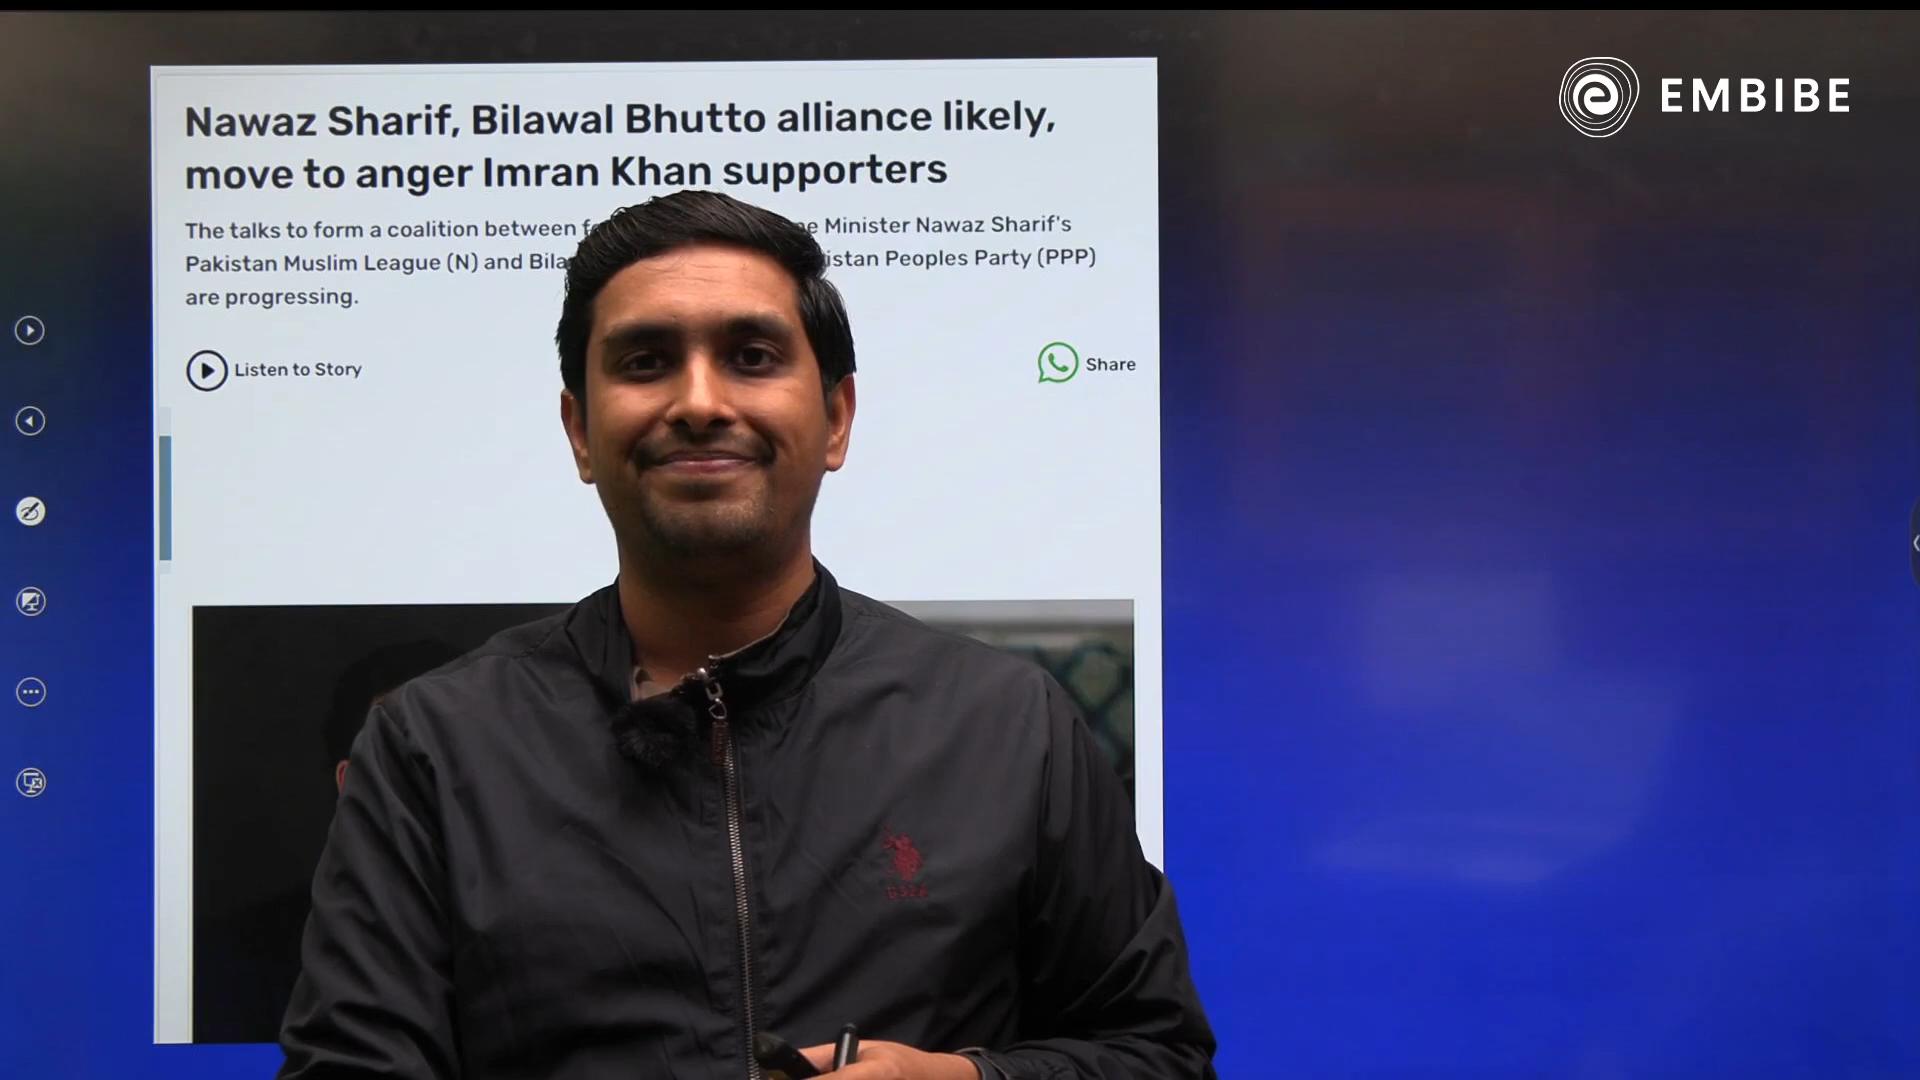 EMBIBE
Nawaz Sharif, Bilawal Bhutto alliance likely,
move to anger Imran Khan supporters
The talks to form a coalition between Minister Nawaz Sharif's
Pakistan Muslim League (N) and Peoples Party (PPP)
are progressing.
Listen to Story
Share